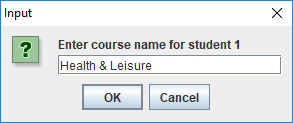 Input
Enter course name for student 1
Health & Leisure
OK
Cancel